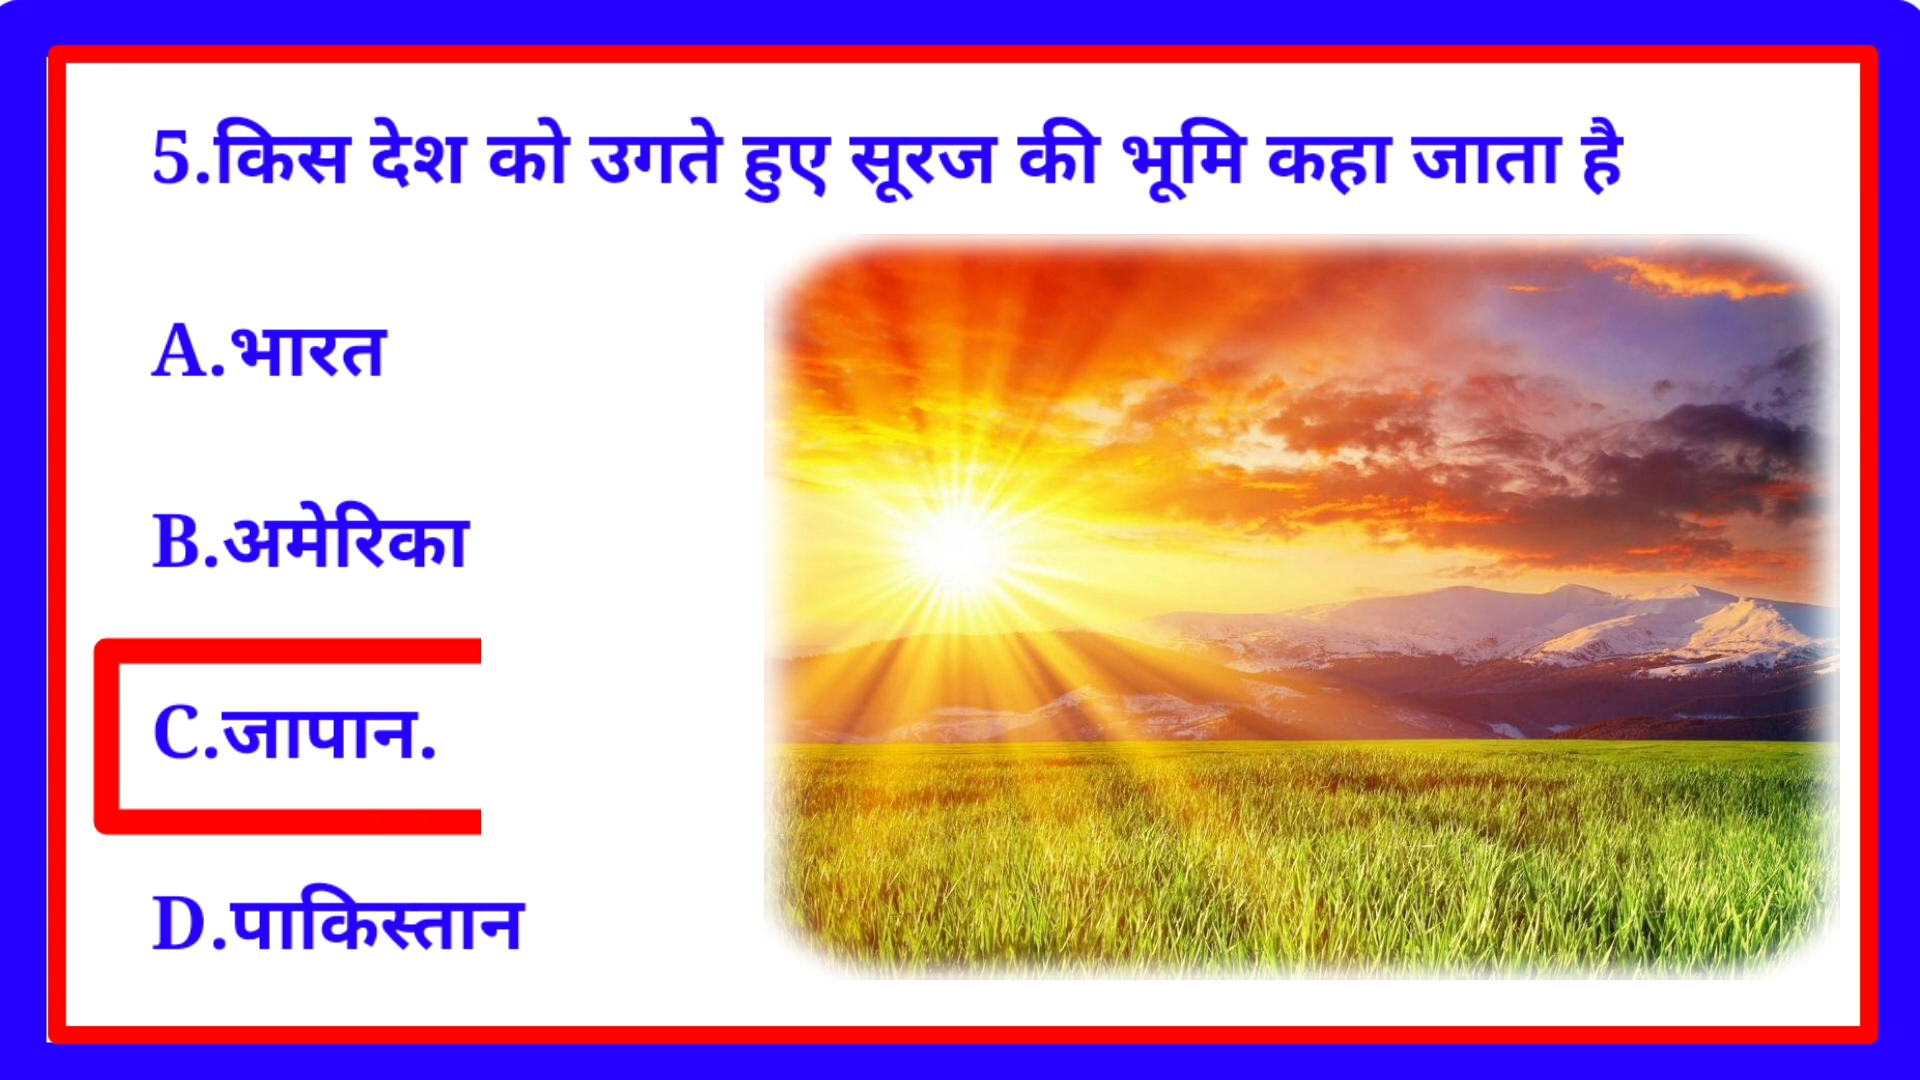 5.किस देश को उगते हुए सूरज की भूमि कहा जाता है
A.भारत
B.अमेरिका
C.जापान.
D.पाकिस्तान